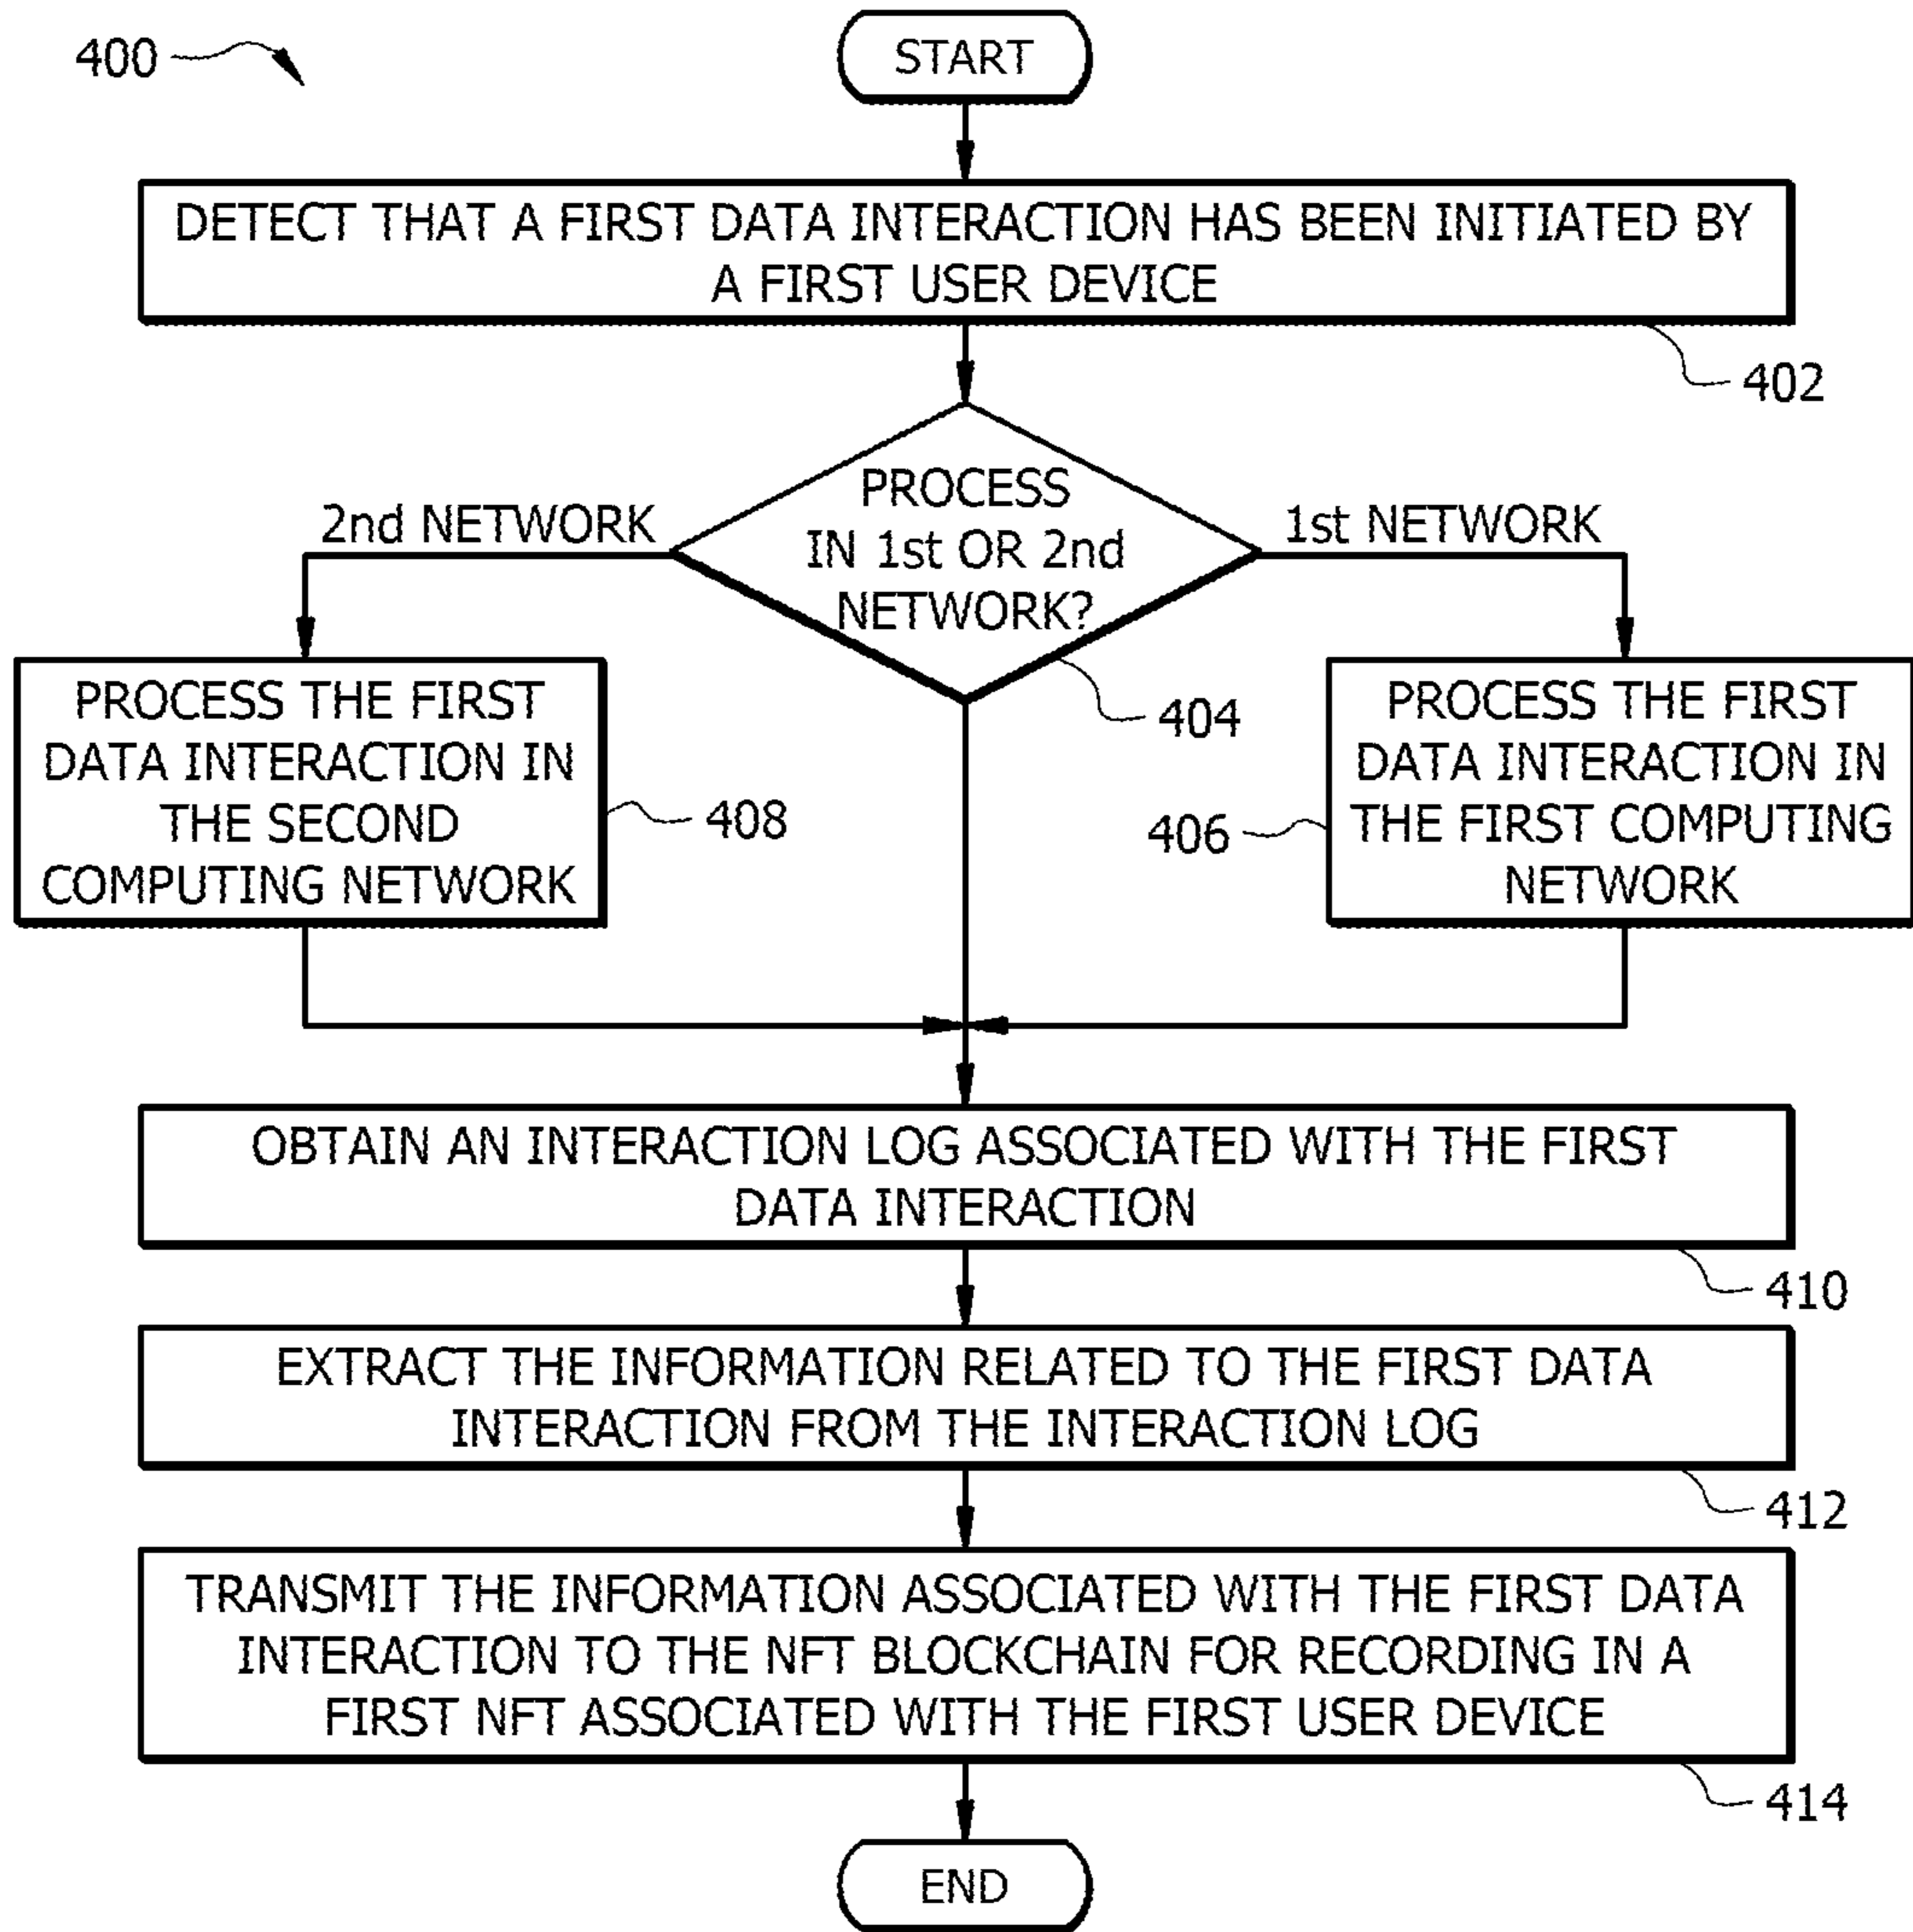 400
START
DETECT THAT A FIRST DATA INTERACTION HAS BEEN INITIATED BY
A FIRST USER DEVICE
402
PROCESS
IN 1st OR 2nd
NETWORK?
404
2nd NETWORK
1st NETWORK
PROCESS THE FIRST
DATA INTERACTION IN
THE SECOND
COMPUTING NETWORK
408
PROCESS THE FIRST
DATA INTERACTION IN
THE FIRST COMPUTING
NETWORK
406
OBTAIN AN INTERACTION LOG ASSOCIATED WITH THE FIRST
DATA INTERACTION
410
EXTRACT THE INFORMATION RELATED TO THE FIRST DATA
INTERACTION FROM THE INTERACTION LOG
412
TRANSMIT THE INFORMATION ASSOCIATED WITH THE FIRST DATA
INTERACTION TO THE NFT BLOCKCHAIN FOR RECORDING IN A
FIRST NFT ASSOCIATED WITH THE FIRST USER DEVICE
414
END